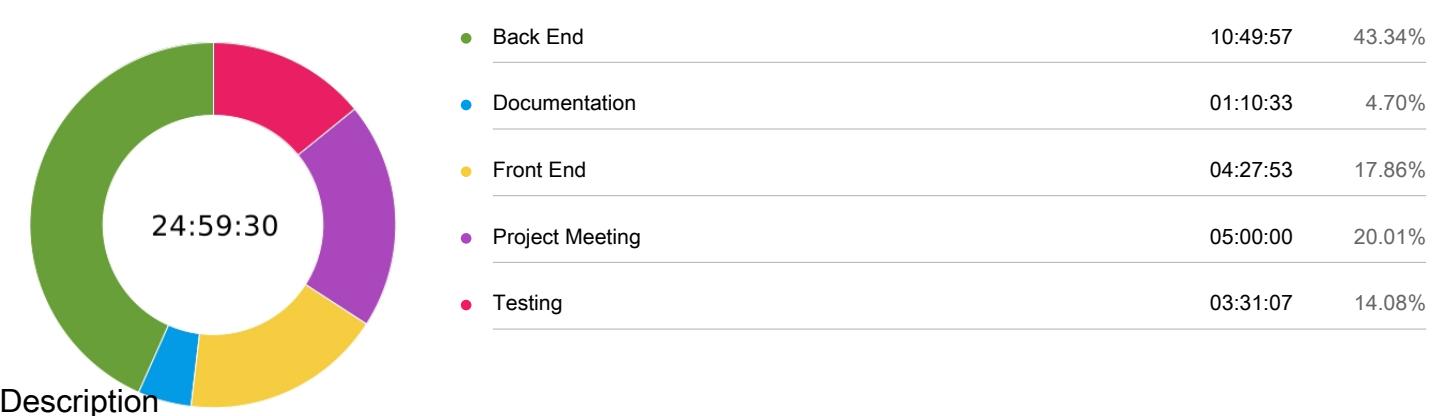 Back End 10:49:57 43.34%
Documentation 01:10:33 4.70%
Front End 04:27:53 17.86%
24:59:30
Project Meeting 05:00:00 20.01%
Testing 03:31:07 14.08%
Description